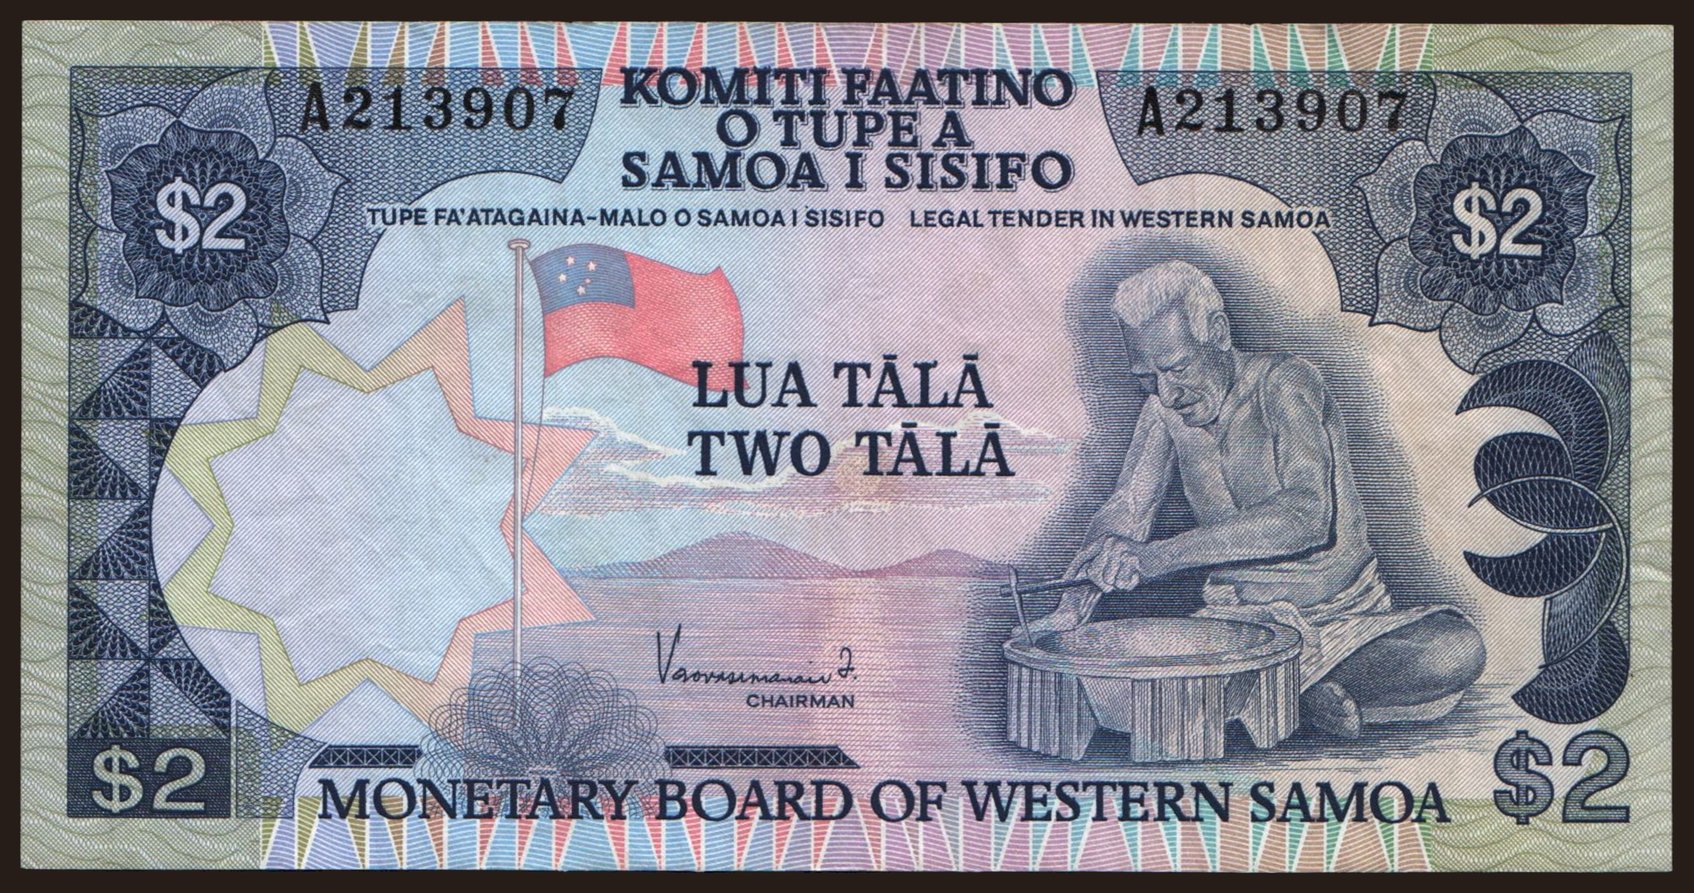 A213907
KOMITI FAATINO
O TUPE A
SAMOA I SISIFO
A213907
$2
$2
TUPE FA'ATAGAINA-MALO O SAMOA I SISIFO LEGAL TENDER IN WESTERN SAMOA
LUA TĀLĀ
TWO TĀLĀ
CHAIRMAN
$2
$2
MONETARY BOARD OF WESTERN SAMOA